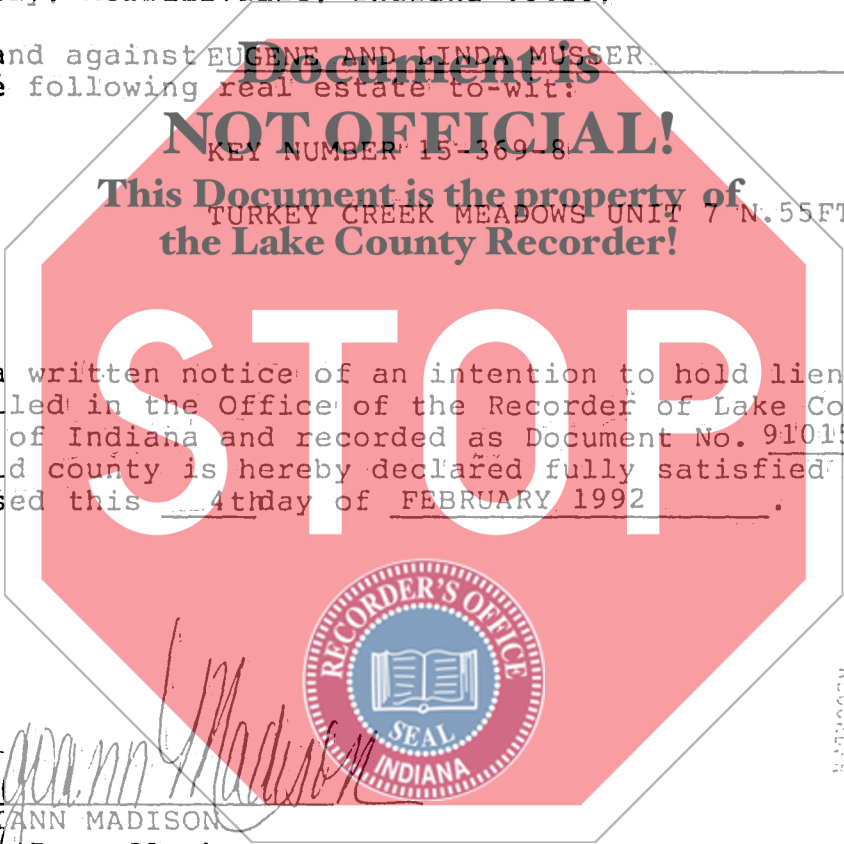 and against EUGENE AND LINDA MUSSER
Document is
following real estate to-wit:
NOT OFFICIAL!
KEY NUMBER 15-369-8
This Document is the property of
TURKEY CREEK MEADOWS UNIT 7 N.55FT
the Lake County Recorder!
STOP
a written notice of an intention to hold lien
led in the Office of the Recorder of Lake Co
of Indiana and recorded as Document No. 91015
d county is hereby declared fully satisfied
sed this 4th day of FEBRUARY 1992 .
RECORDER'S OFFICE
SEAL
INDIANA
ANN MADISON